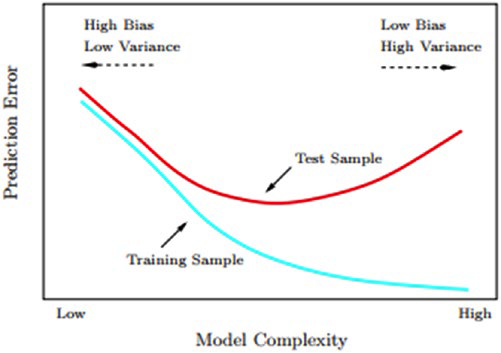 High Bias
Low Variance
Low Bias
High Variance
Prediction Error
Test Sample
Training Sample
Low
High
Model Complexity